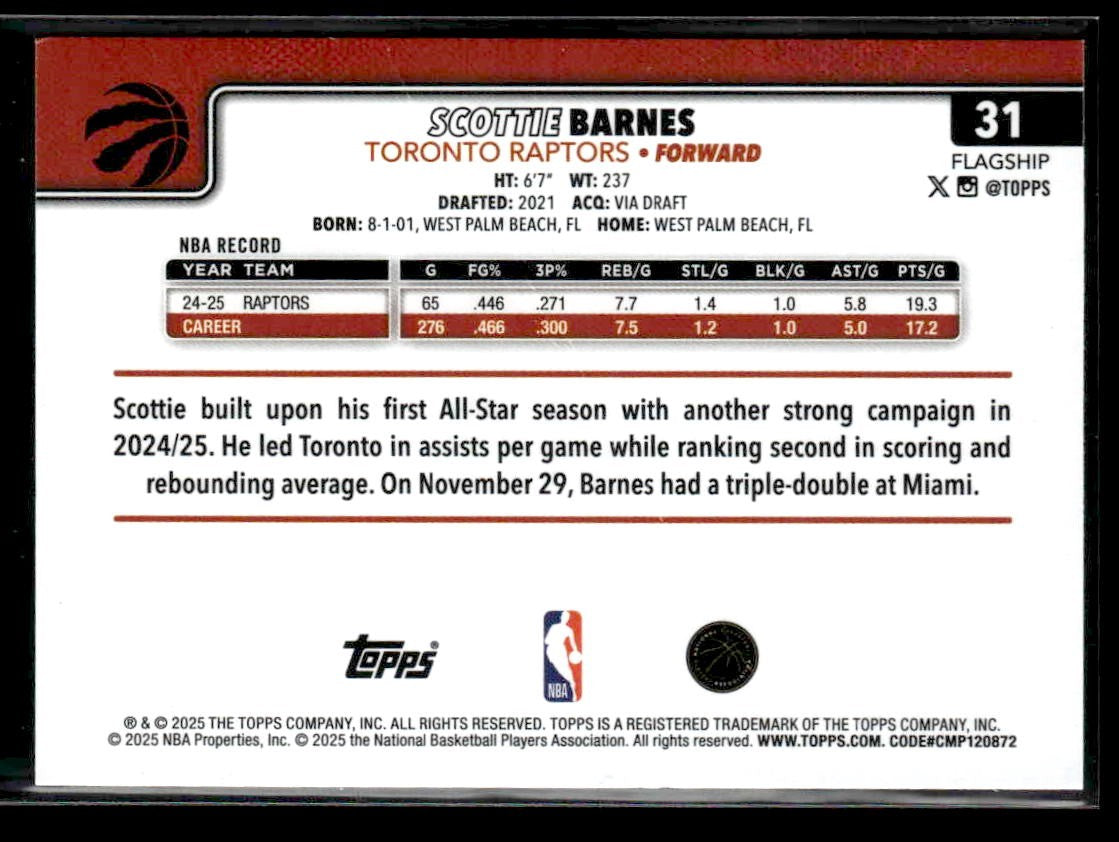 31
SCOTTIE BARNES
TORONTO RAPTORS • FORWARD
FLAGSHIP
@TOPPS
HT: 6'7" WT: 237
DRAFTED: 2021 ACQ: VIA DRAFT
BORN: 8-1-01, WEST PALM BEACH, FL HOME: WEST PALM BEACH, FL
NBA RECORD
YEAR TEAM G FG% 3P% REB/G STL/G BLK/G AST/G PTS/G
24-25 RAPTORS 65 .446 .271 7.7 1.4 1.0 5.8 19.3
CAREER 276 .466 .300 7.5 1.2 1.0 5.0 17.2
Scottie built upon his first All-Star season with another strong campaign in
2024/25. He led Toronto in assists per game while ranking second in scoring and
rebounding average. On November 29, Barnes had a triple-double at Miami.
Topps®
NBA
® & © 2025 THE TOPPS COMPANY, INC. ALL RIGHTS RESERVED. TOPPS IS A REGISTERED TRADEMARK OF THE TOPPS COMPANY, INC.
© 2025 NBA Properties, Inc. © 2025 the National Basketball Players Association. All rights reserved. WWW.TOPPS.COM. CODE#CMP120872